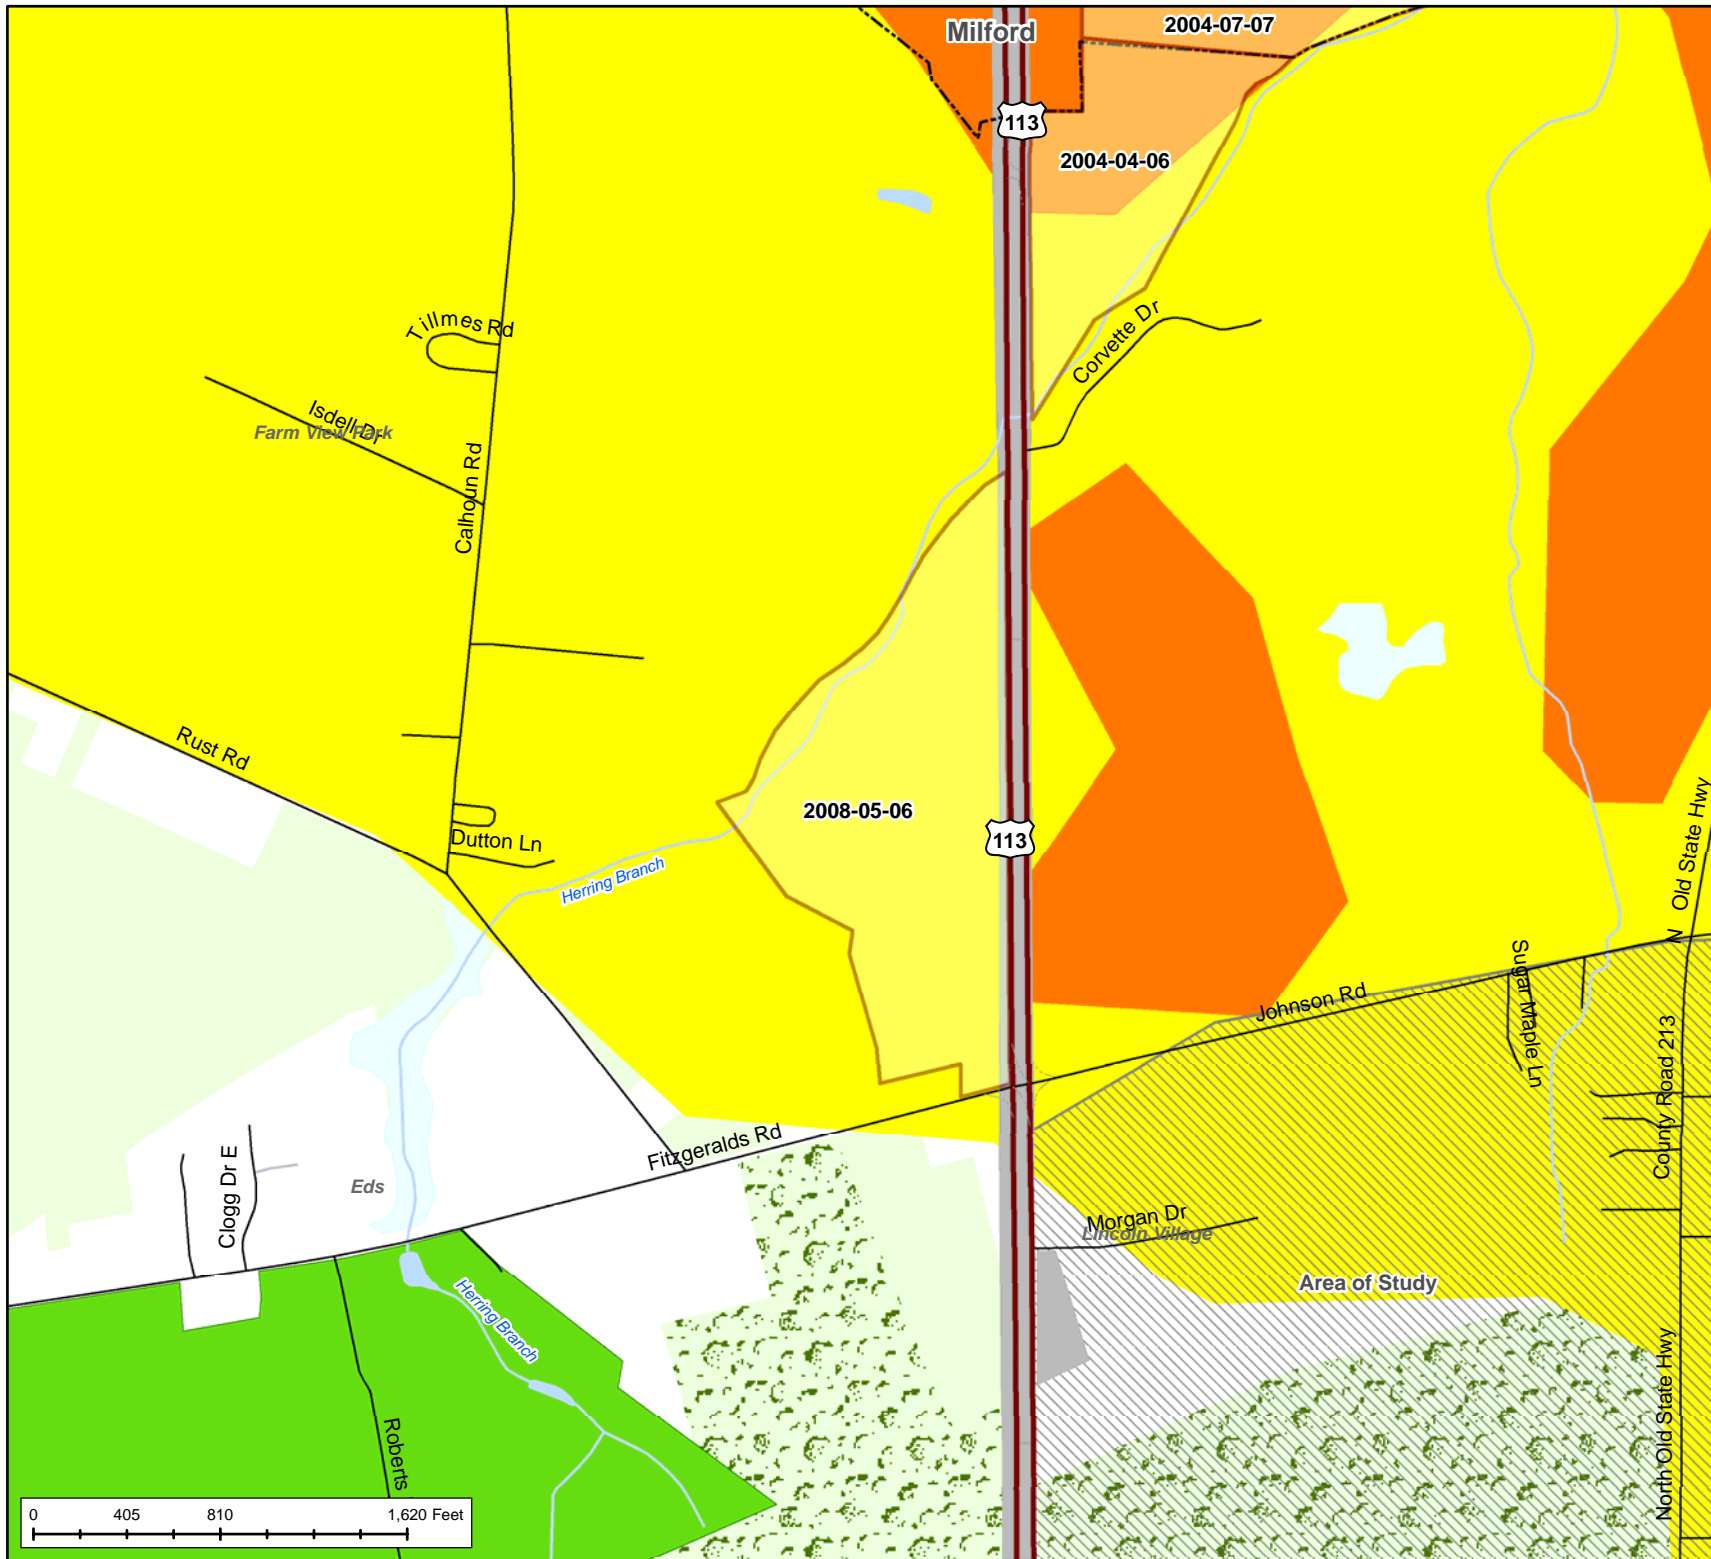 2004-07-07
Milford
113
2004-04-06
Tillmes Rd
Corvette Dr
Isdell Dr
Farm View Park
Calhoun Rd
Rust Rd
2008-05-06
113
Dutton Ln
Herring Branch
N Old State Hwy
Sugar Maple Ln
Johnson Rd
County Road 213
Fitzgeralds Rd
Clogg Dr E
Eds
Morgan Dr
Lincoln Village
Area of Study
Herring Branch
North Old State Hwy
Roberts
0 405 810 1,620 Feet